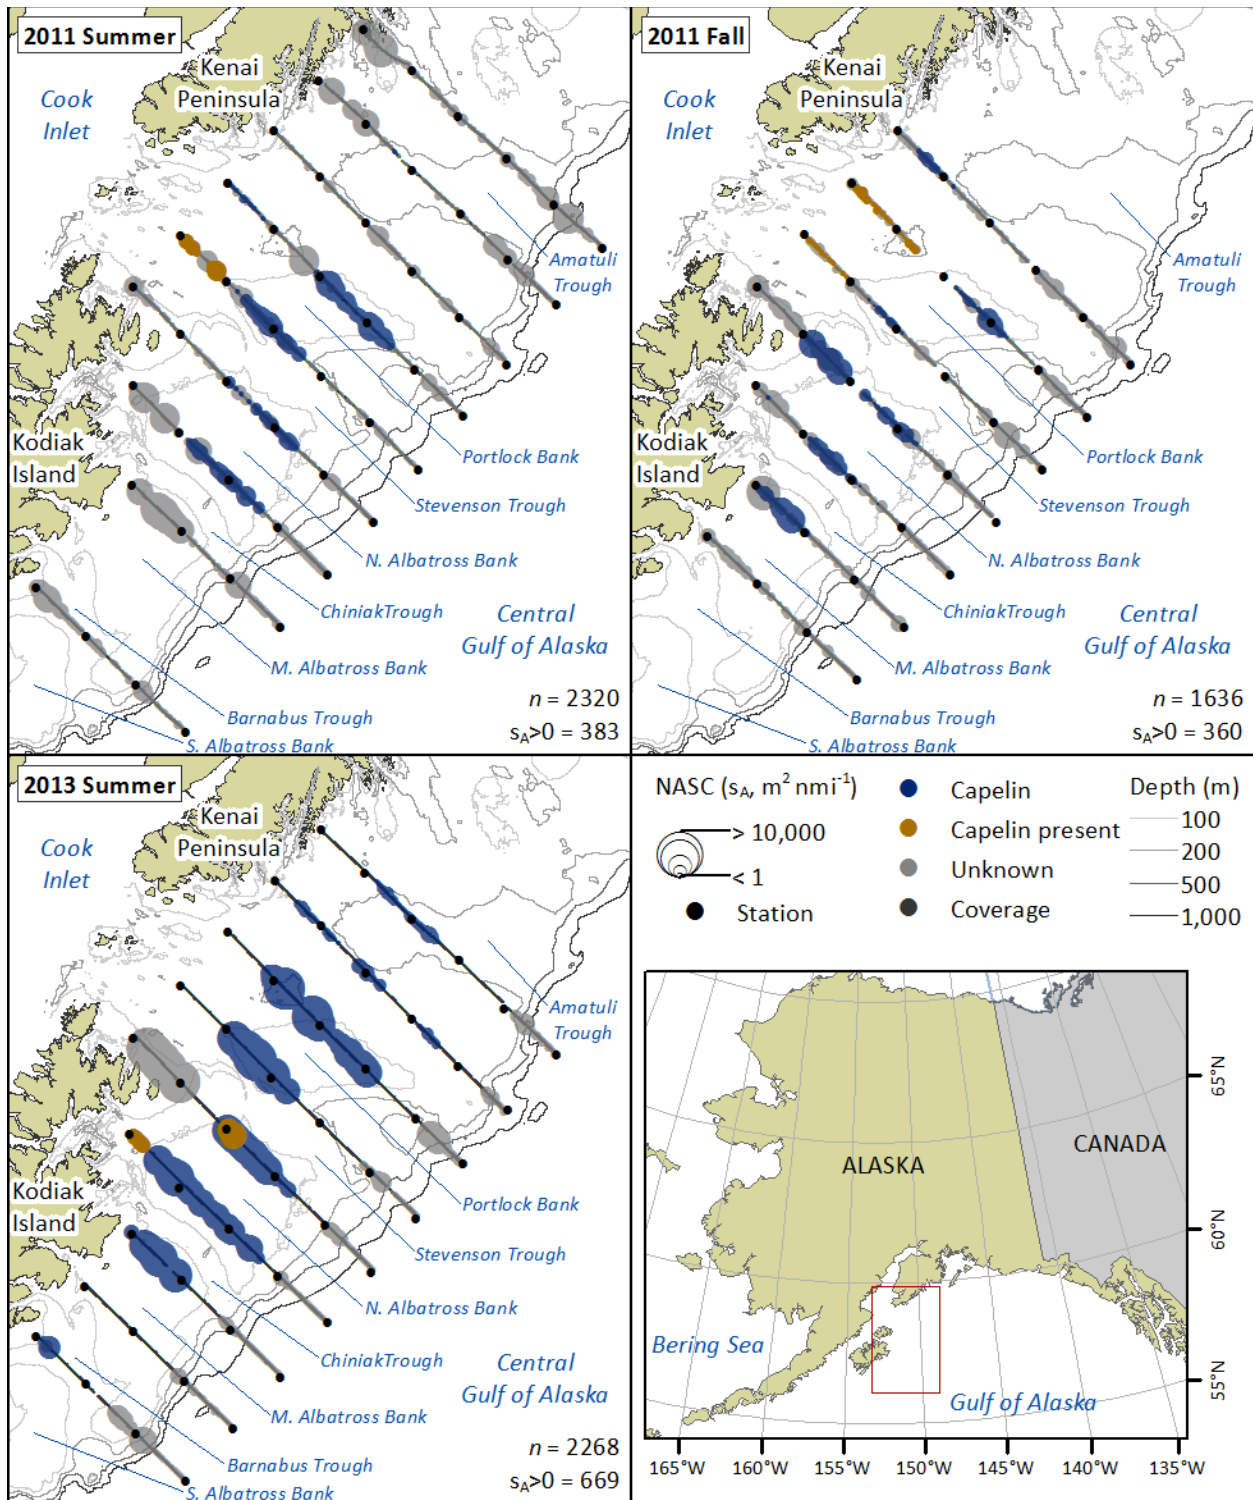 2011 Summer
Kenai
Peninsula
Cook
Inlet
Amatuli
Trough
Kodiak
Island
Portlock Bank
Stevenson Trough
N. Albatross Bank
ChiniakTrough
Central
Gulf of Alaska
M. Albatross Bank
Barnabus Trough
S. Albatross Bank
n = 2320
sA>0 = 383
2011 Fall
Kenai
Peninsula
Cook
Inlet
Amatuli
Trough
Kodiak
Island
Portlock Bank
Stevenson Trough
N. Albatross Bank
ChiniakTrough
Central
Gulf of Alaska
M. Albatross Bank
Barnabus Trough
S. Albatross Bank
n = 1636
sA>0 = 360
2013 Summer
Kenai
Peninsula
Cook
Inlet
Amatuli
Trough
Kodiak
Island
Portlock Bank
Stevenson Trough
N. Albatross Bank
ChiniakTrough
Central
Gulf of Alaska
M. Albatross Bank
Barnabus Trough
S. Albatross Bank
n = 2268
sA>0 = 669
NASC (sA, m² nmi⁻¹)
> 10,000
< 1
Station
Capelin
Capelin present
Unknown
Coverage
Depth (m)
100
200
500
1,000
ALASKA
CANADA
Bering Sea
Gulf of Alaska
65°N
60°N
55°N
165°W 160°W 155°W 150°W 145°W 140°W 135°W